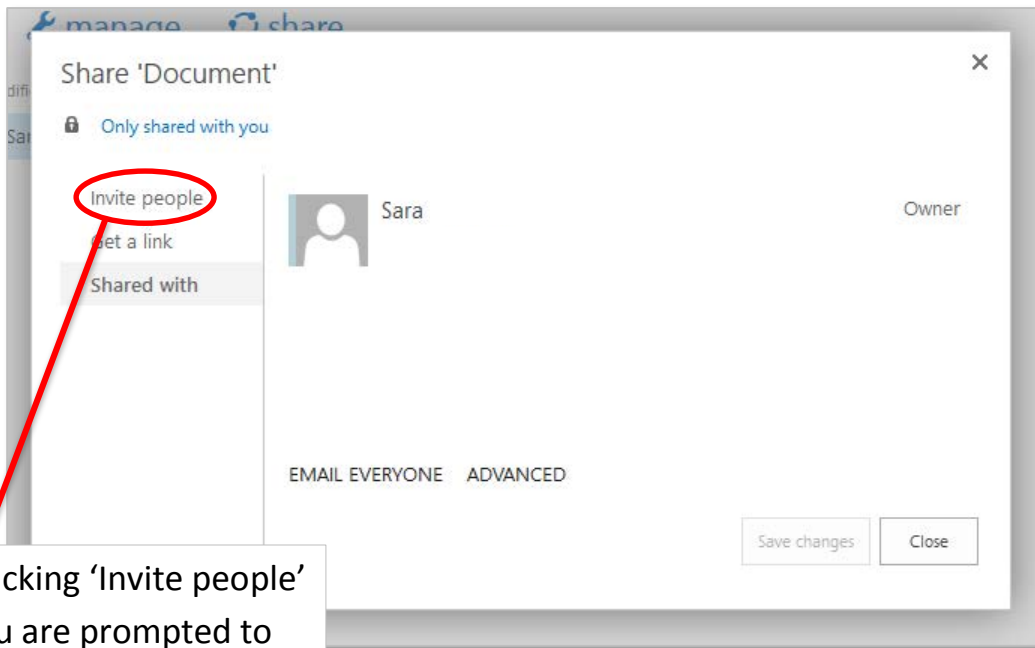 manage share
Share 'Document'
Only shared with you
Invite people
Get a link
Shared with
Sara
Owner
EMAIL EVERYONE ADVANCED
Save changes
Close
cking ‘Invite people’
u are prompted to